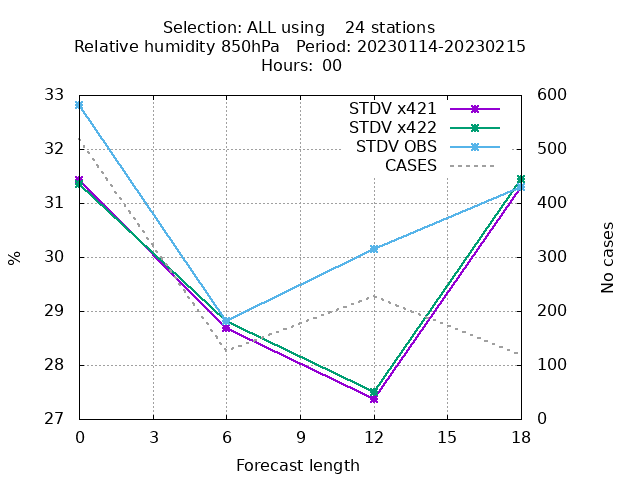 Selection: ALL using    24 stations
Relative humidity 850hPa   Period: 20230114-20230215
Hours: 00
33
32
31
30
29
28
27
%
600
500
400
300
200
100
0
No cases
STDV x421
STDV x422
STDV OBS
CASES
0 3 6 9 12 15 18
Forecast length